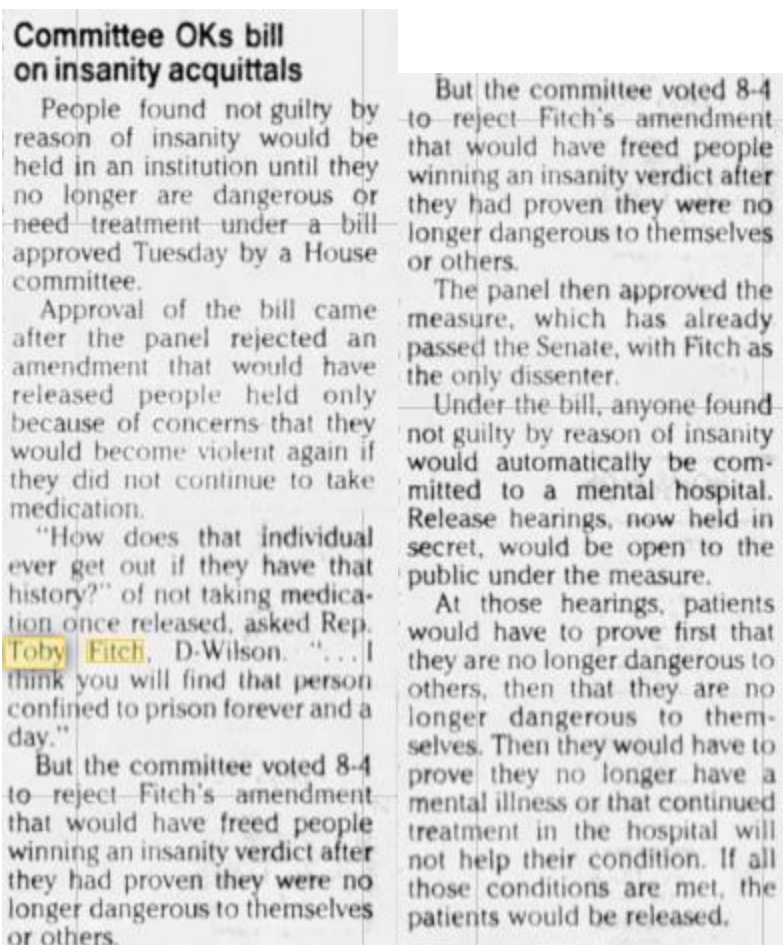 Committee OKs bill
on insanity acquittals
People found not guilty by
reason of insanity would be
held in an institution until they
no longer are dangerous or
need treatment under a bill
approved Tuesday by a House
committee.
Approval of the bill came
after the panel rejected an
amendment that would have
released people held only
because of concerns that they
would become violent again if
they did not continue to take
medication.
"How does that individual
ever get out if they have that
history?" of not taking medica-
tion once released, asked Rep.
Toby Fitch, D-Wilson. "... I
think you will find that person
confined to prison forever and a
day."
But the committee voted 8-4
to reject Fitch's amendment
that would have freed people
winning an insanity verdict after
they had proven they were no
longer dangerous to themselves
or others.
But the committee voted 8-4
to reject Fitch's amendment
that would have freed people
winning an insanity verdict after
they had proven they were no
longer dangerous to themselves
or others.
The panel then approved the
measure, which has already
passed the Senate, with Fitch as
the only dissenter.
Under the bill, anyone found
not guilty by reason of insanity
would automatically be com-
mitted to a mental hospital.
Release hearings, now held in
secret, would be open to the
public under the measure.
At those hearings, patients
would have to prove first that
they are no longer dangerous to
others, then that they are no
longer dangerous to them-
selves. Then they would have to
prove they no longer have a
mental illness or that continued
treatment in the hospital will
not help their condition. If all
those conditions are met, the
patients would be released.